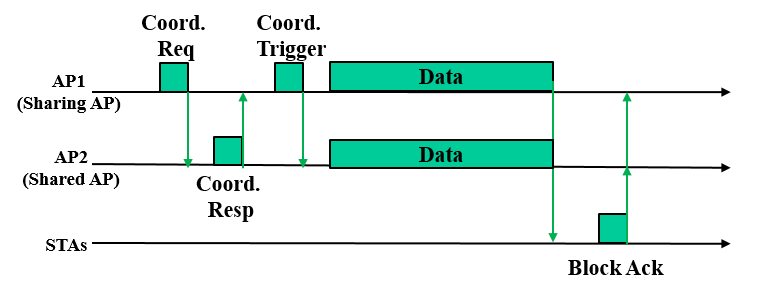 Coord.
Req
Coord.
Trigger
AP1
(Sharing AP)
Data
AP2
(Shared AP)
Data
Coord.
Resp
STAs
Block Ack